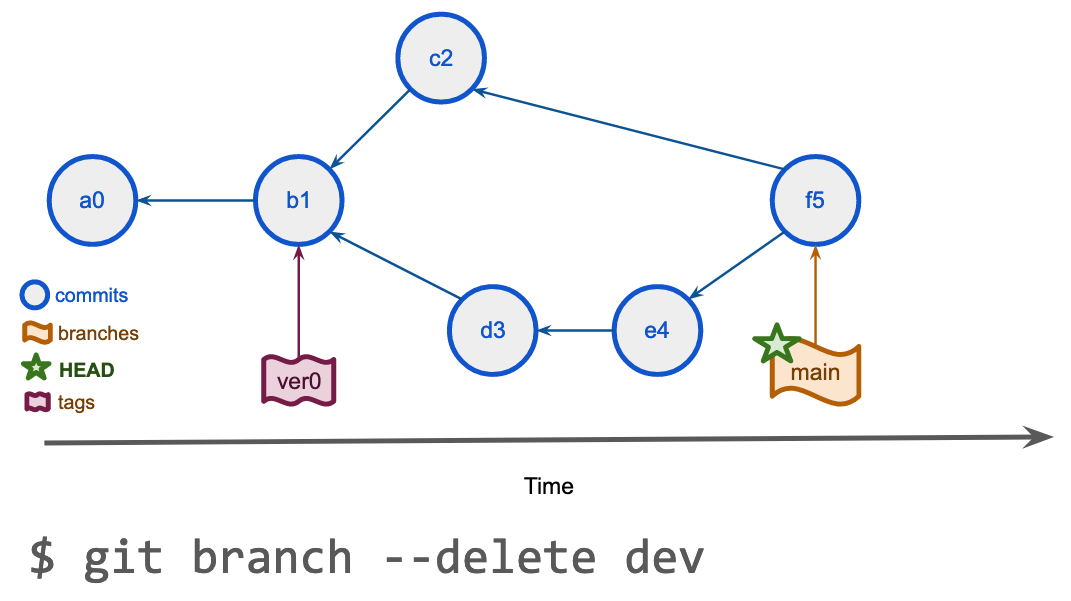 c2
a0
b1
f5
d3
e4
commits
branches
HEAD
tags
ver0
main
Time
$ git branch --delete dev